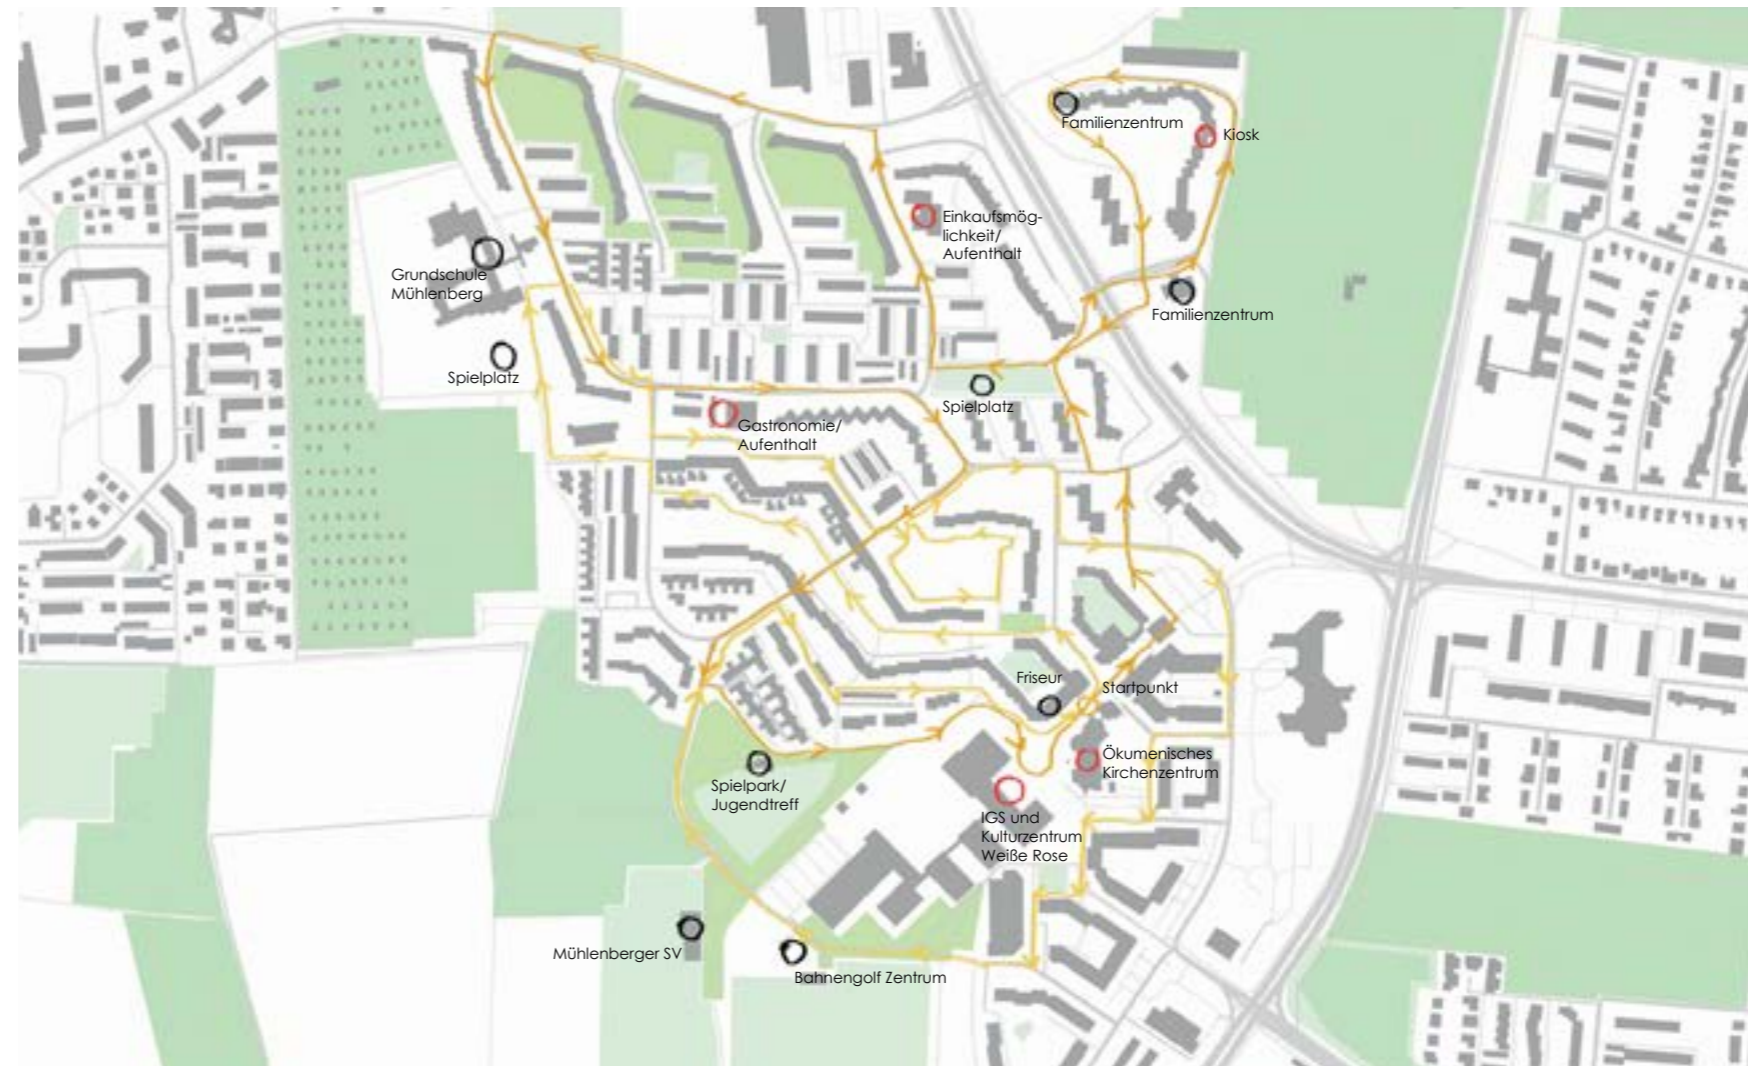 Familienzentrum
Kiosk
Einkaufsmög-
lichkeit/
Aufenthalt
Grundschule
Mühlenberg
Familienzentrum
Spielplatz
Spielplatz
Gastronomie/
Aufenthalt
Friseur
Startpunkt
Ökumenisches
Kirchenzentrum
Spielpark/
Jugendtreff
IGS und
Kulturzentrum
Weiße Rose
Mühlenberger SV
Bahnengolf Zentrum